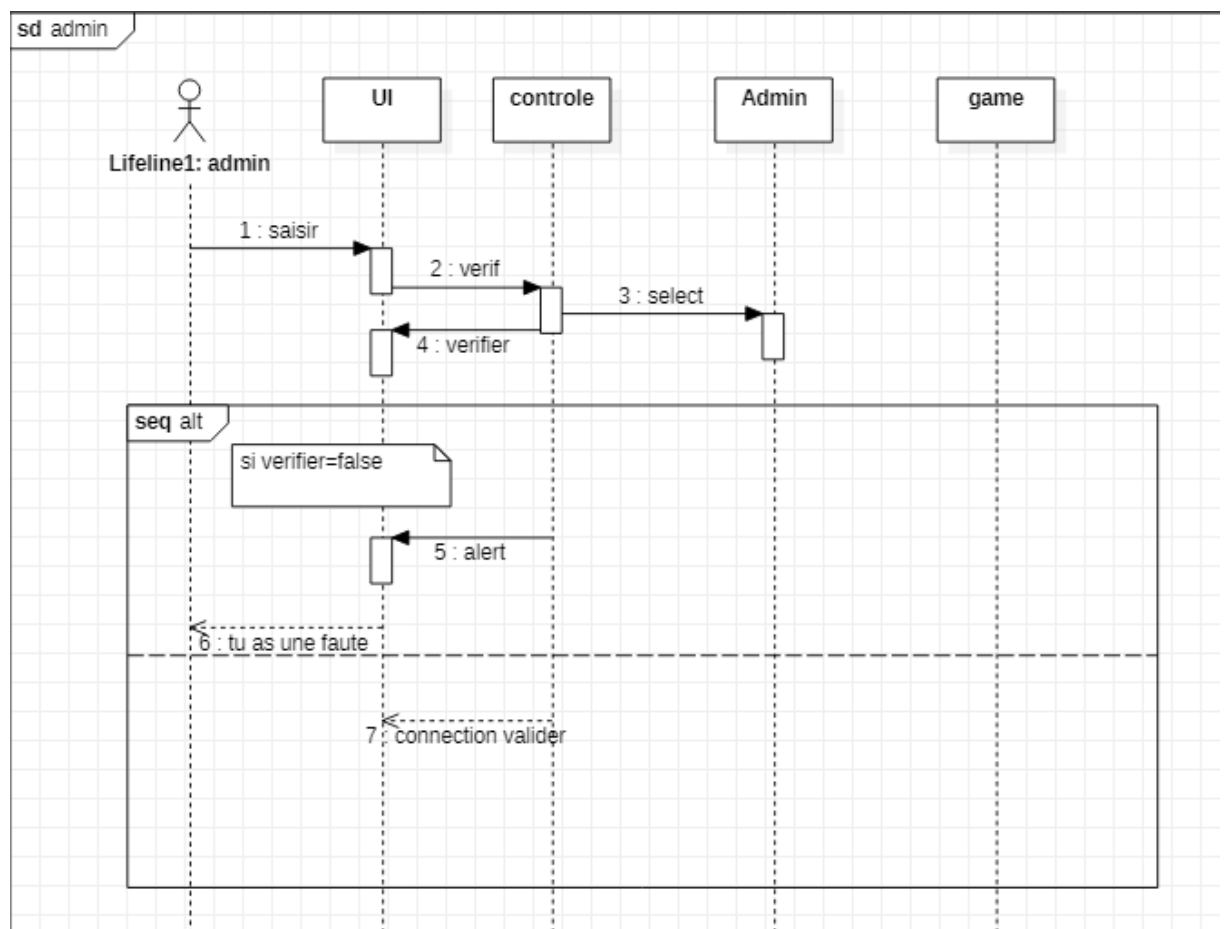 sd admin
UI
controle
Admin
game
Lifeline1: admin
1 : saisir
2 : verif
3 : select
4 : verifier
seq alt
si verifier=false
5 : alert
6 : tu as une faute
7 : connection valider